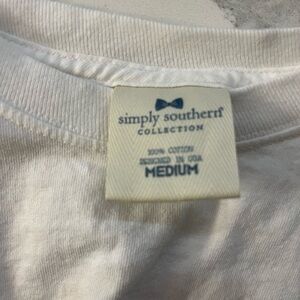 simply southern
COLLECTION
100% COTTON
DESIGNED IN USA
MEDIUM